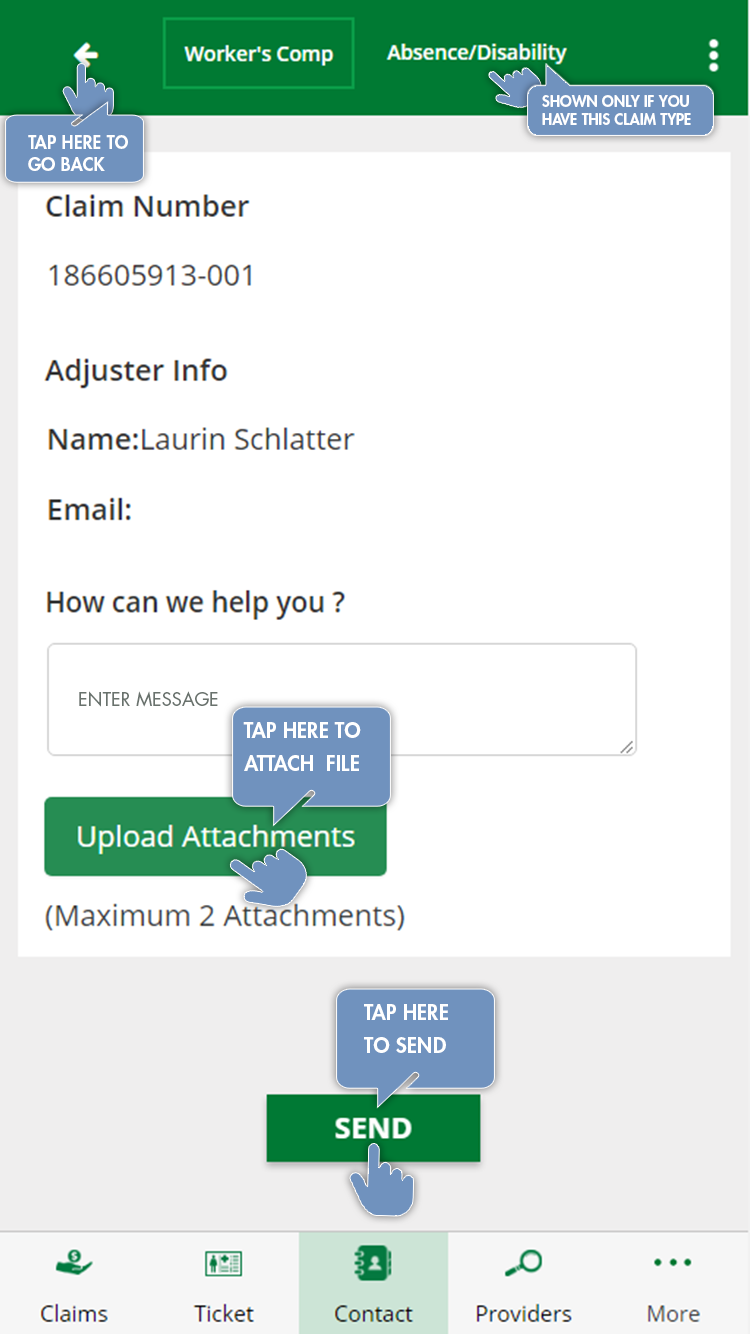 Worker's Comp
Absence/Disability
SHOWN ONLY IF YOU
HAVE THIS CLAIM TYPE
TAP HERE TO
GO BACK
Claim Number
186605913-001
Adjuster Info
Name:Laurin Schlatter
Email:
How can we help you ?
ENTER MESSAGE
TAP HERE TO
ATTACH FILE
Upload Attachments
(Maximum 2 Attachments)
TAP HERE
TO SEND
SEND
Claims
Ticket
Contact
Providers
More